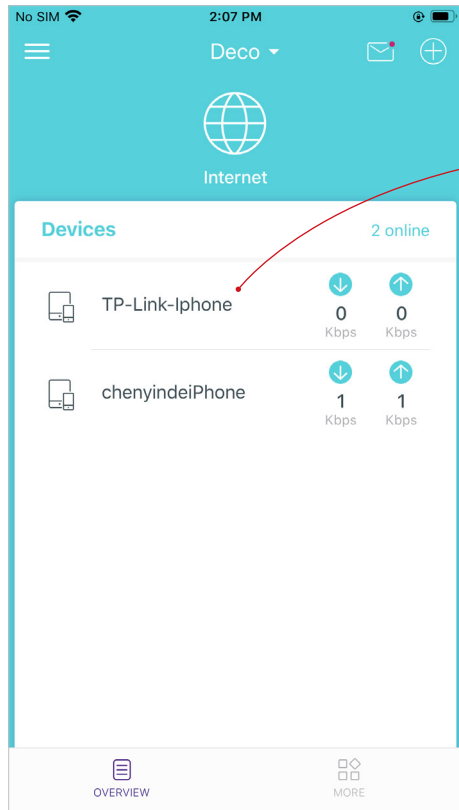 No SIM 2:07 PM
Deco
Internet
Devices 2 online
TP-Link-Iphone 0 0
Kbps Kbps
chenyindeiPhone 1 1
Kbps Kbps
OVERVIEW MORE